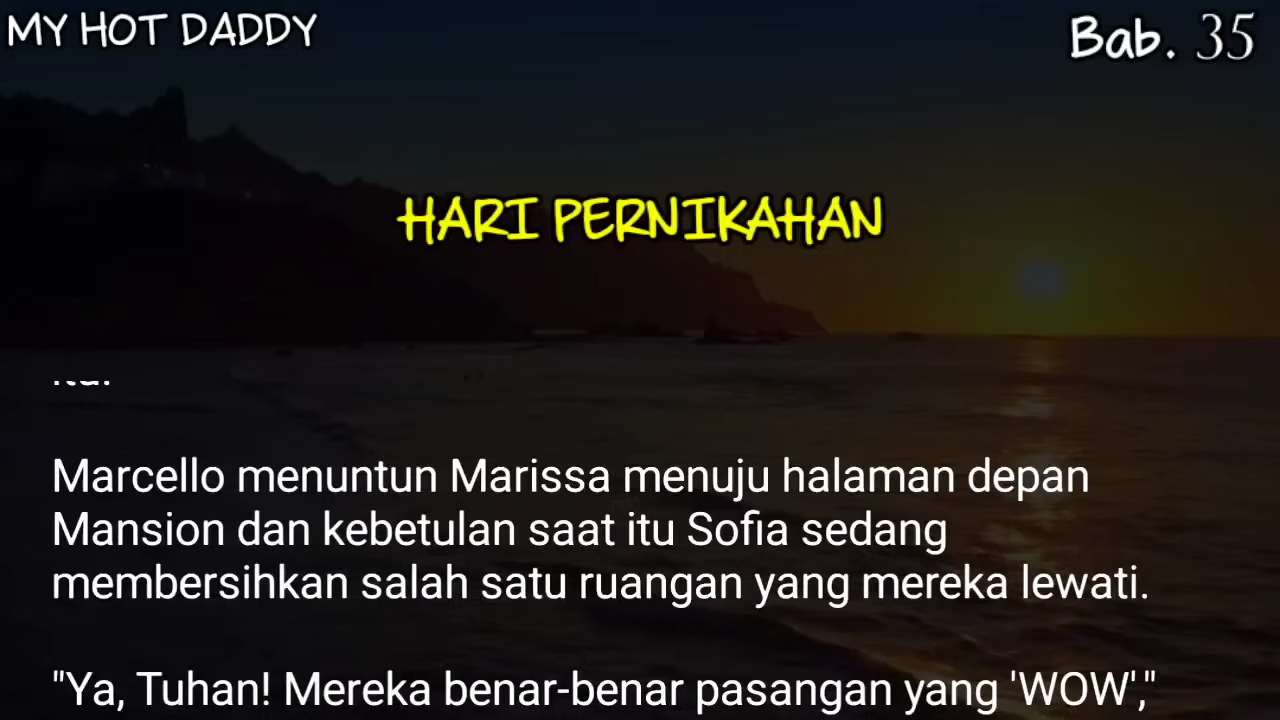 MY HOT DADDY
Bab. 35
HARI PERNIKAHAN
Marcello menuntun Marissa menuju halaman depan
Mansion dan kebetulan saat itu Sofia sedang
membersihkan salah satu ruangan yang mereka lewati.
"Ya, Tuhan! Mereka benar-benar pasangan yang 'WOW',"